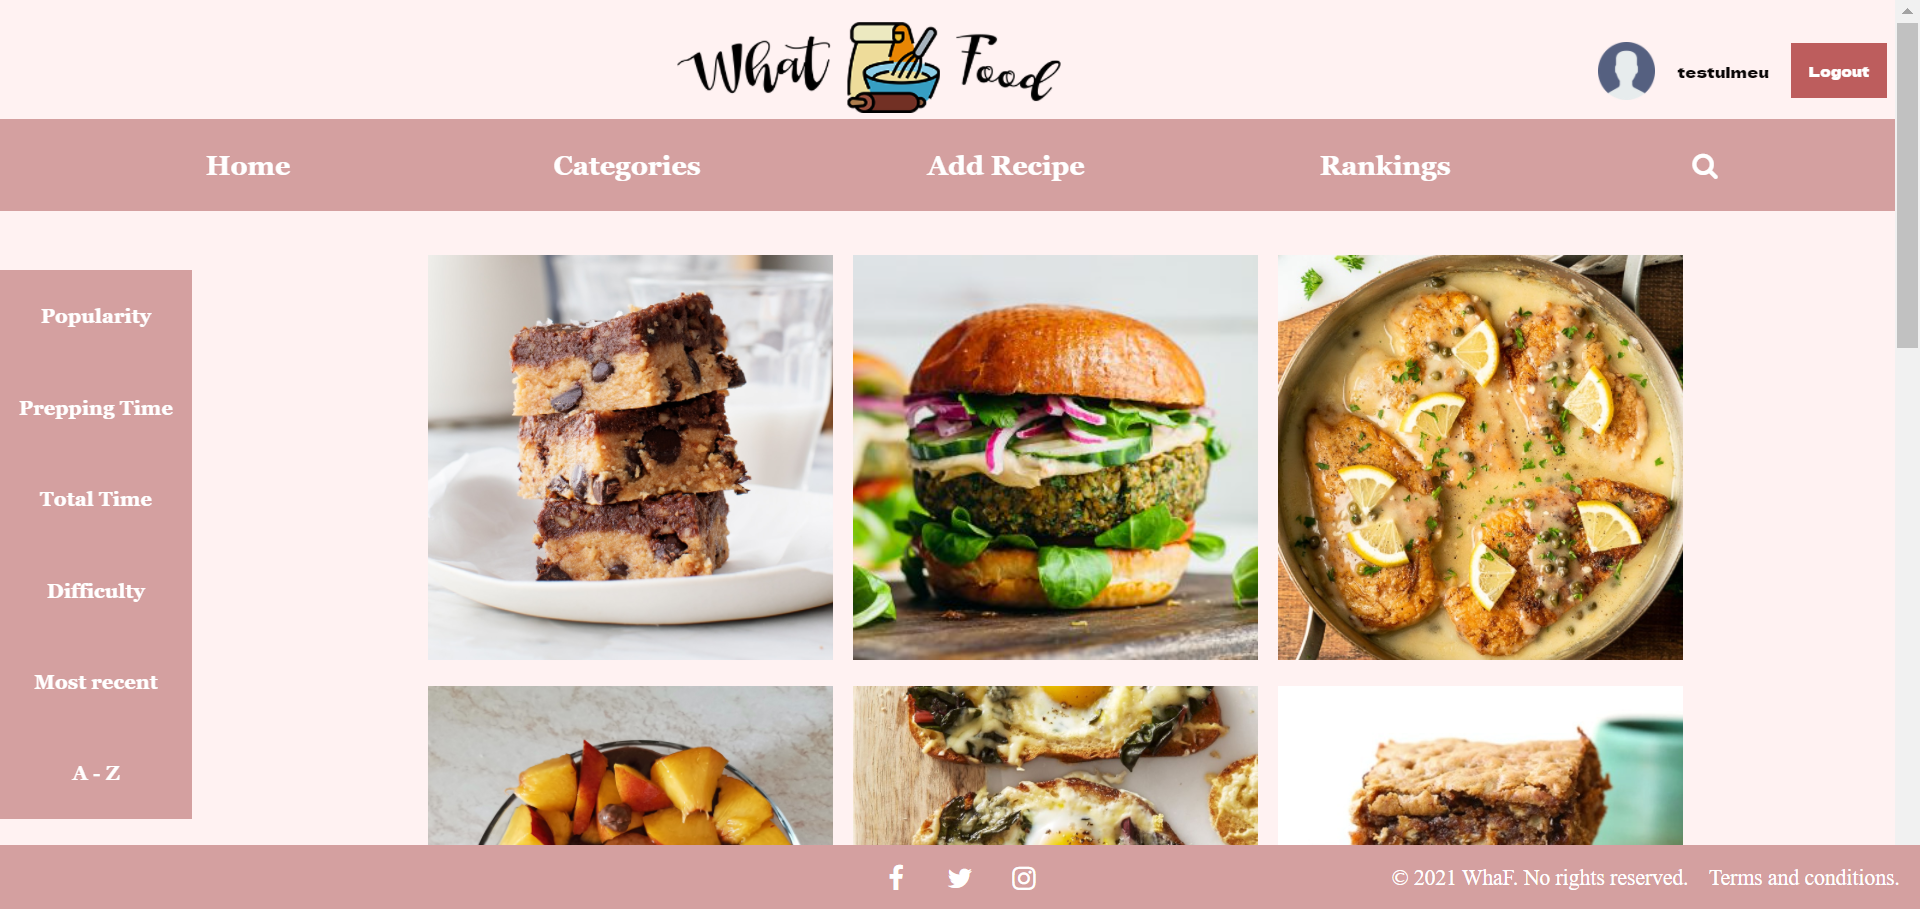 What Food
testulmeu
Logout
Home
Categories
Add Recipe
Rankings
Popularity
Prepping Time
Total Time
Difficulty
Most recent
A - Z
© 2021 WhaF. No rights reserved.
Terms and conditions.